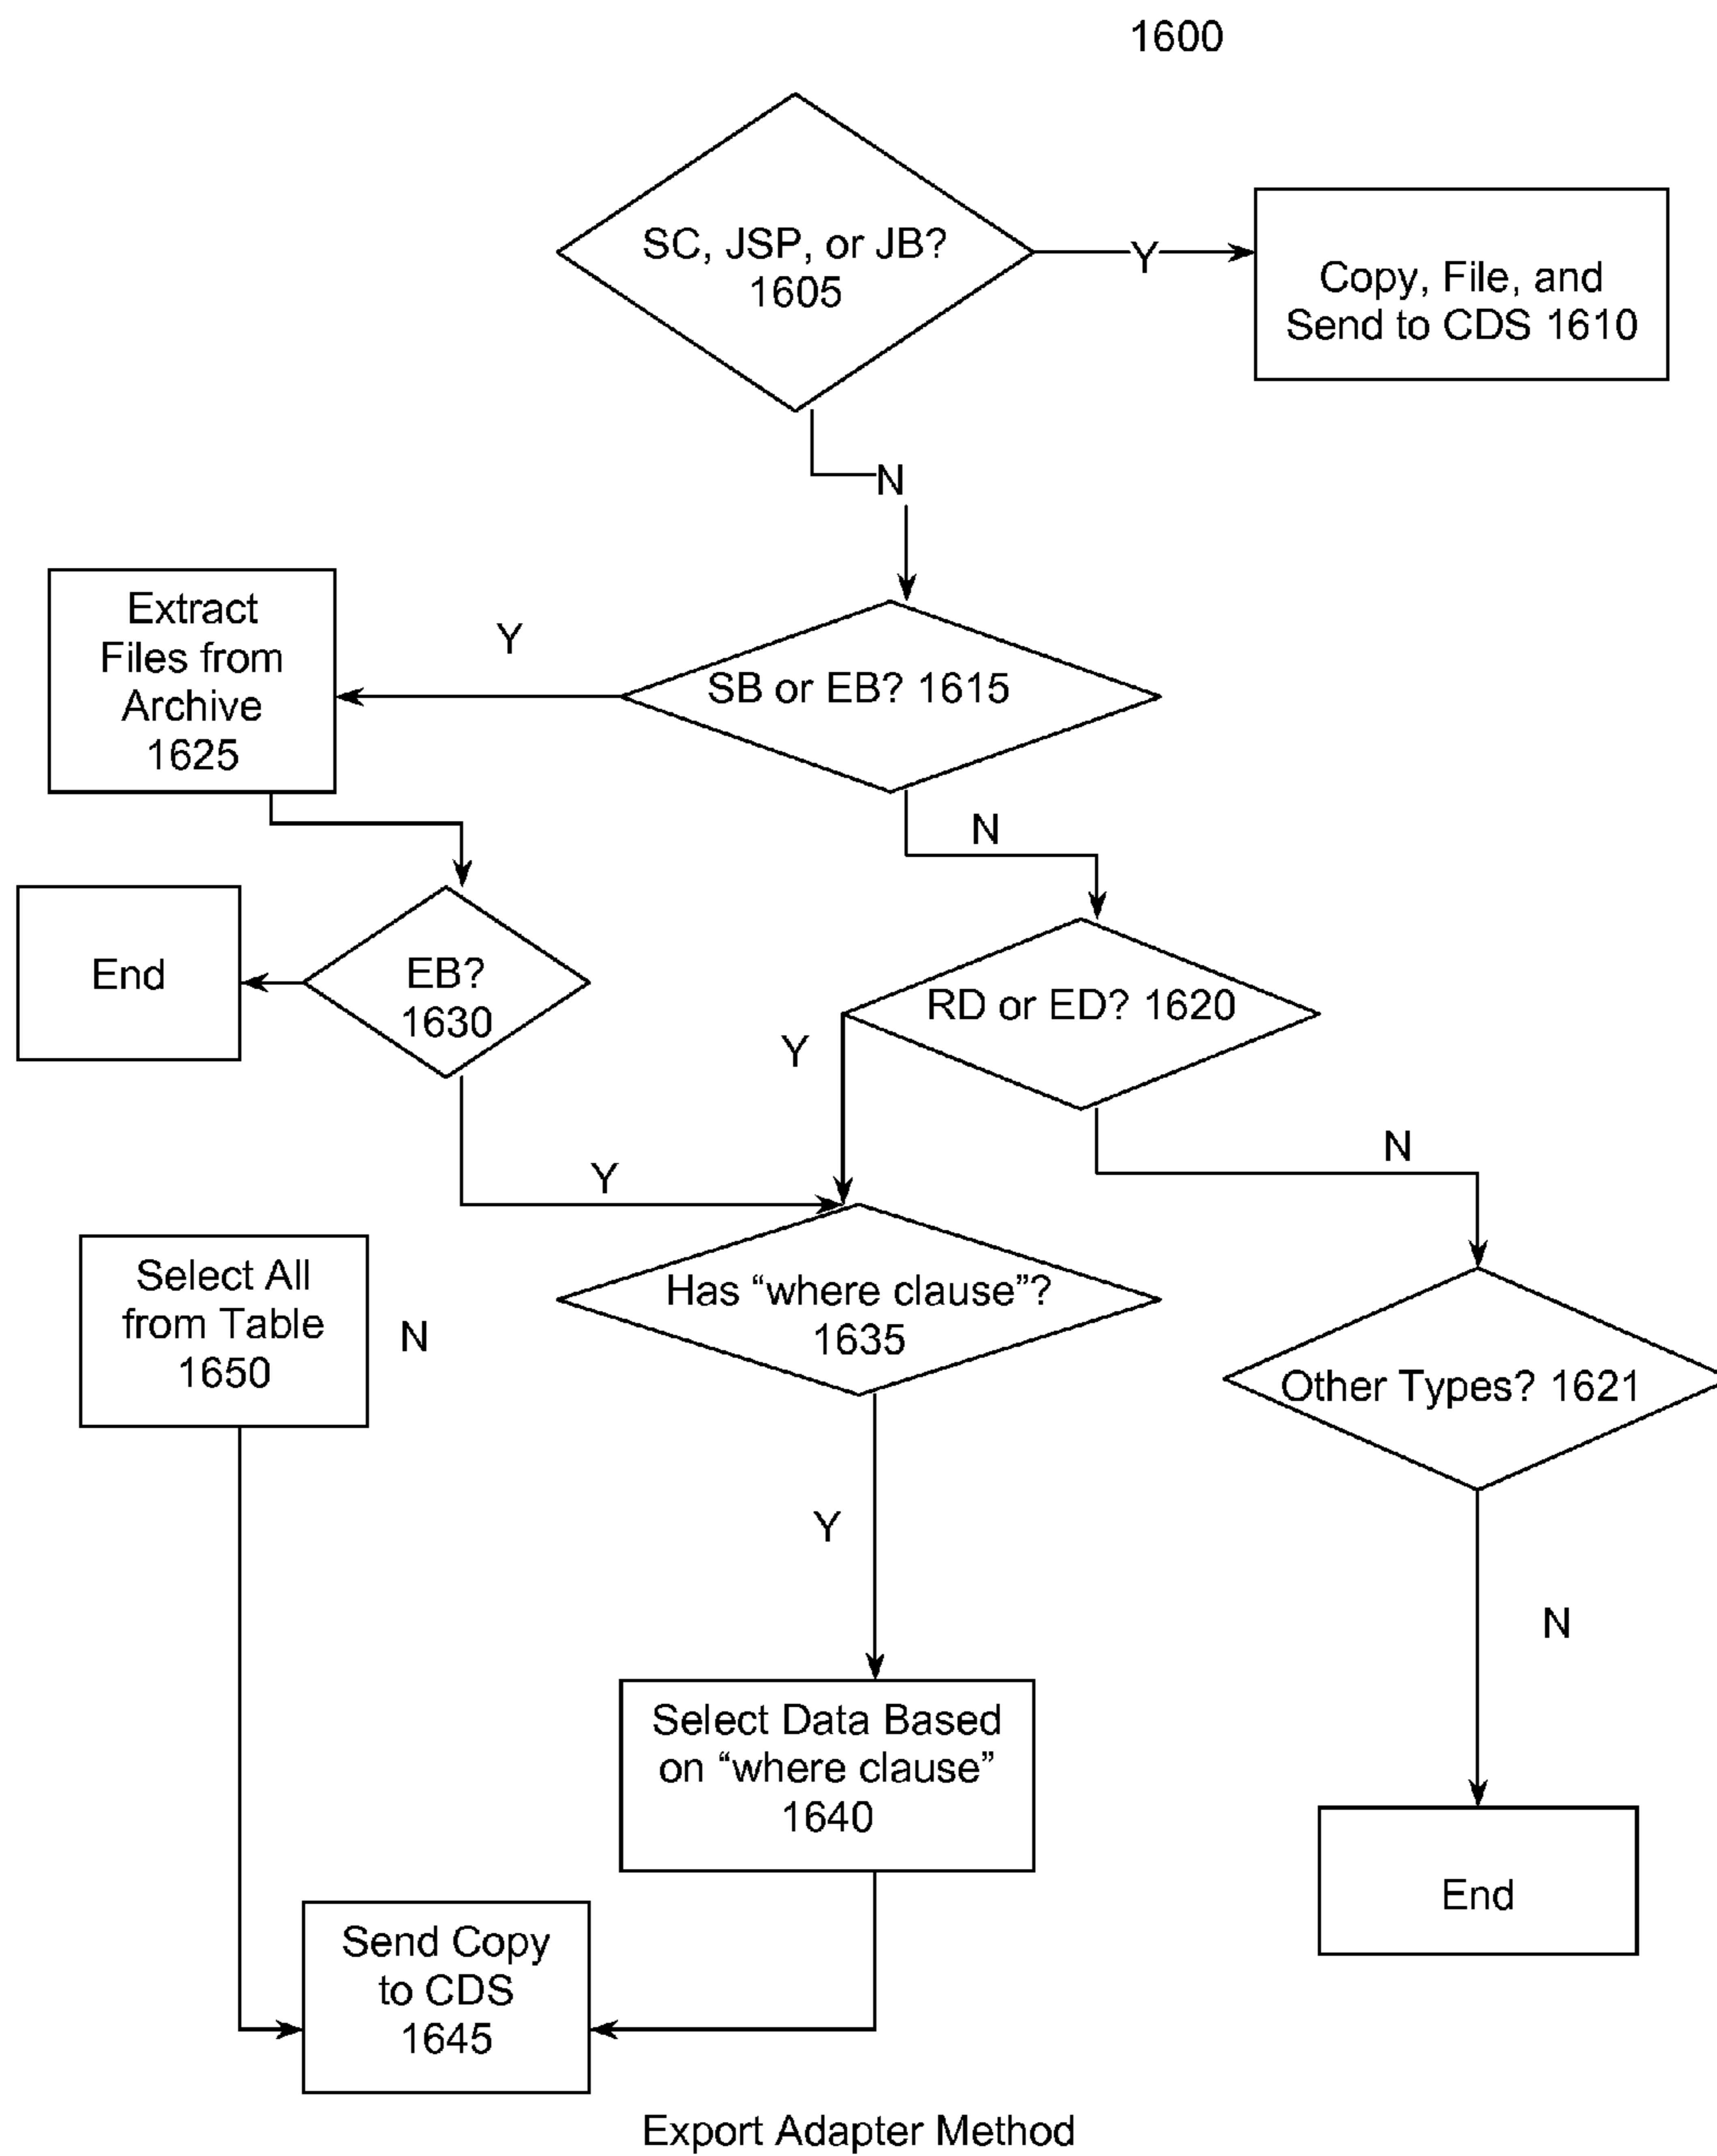 1600
SC, JSP, or JB?
1605
Y
Copy, File, and
Send to CDS 1610
N
Extract
Files from
Archive
1625
Y
SB or EB? 1615
N
End
EB?
1630
RD or ED? 1620
Y
N
Y
Select All
from Table
1650
N
Has “where clause”?
1635
Other Types? 1621
Y
N
Select Data Based
on “where clause”
1640
End
Send Copy
to CDS
1645
Export Adapter Method